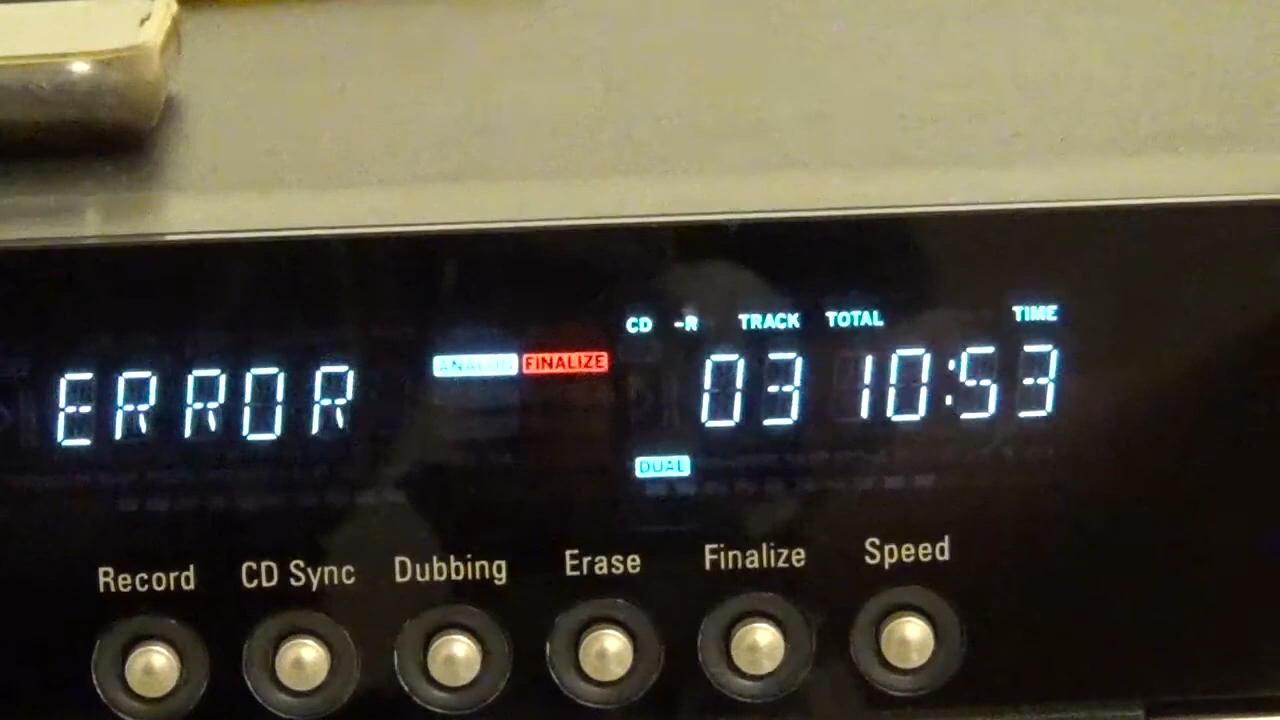 CD -R TRACK TOTAL TIME
ERROR ANALOG FINALIZE 03 10:53
DUAL
Record CD Sync Dubbing Erase Finalize Speed